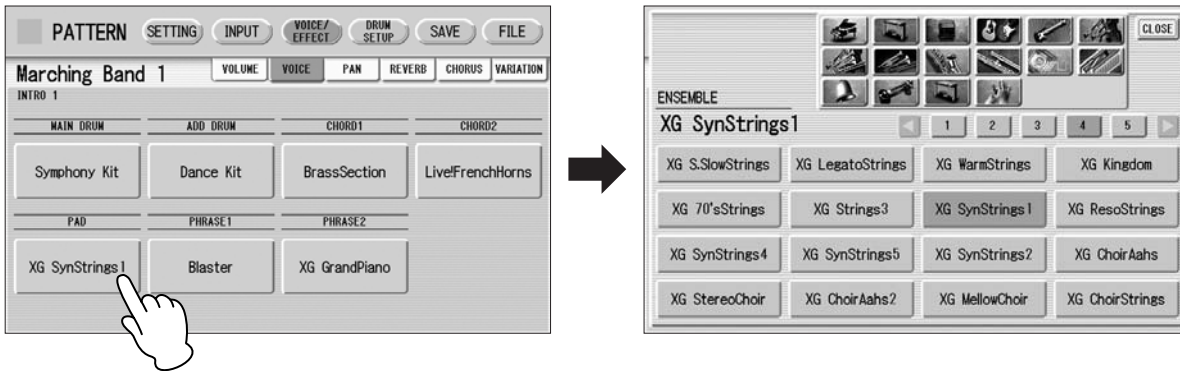 PATTERN SETTING INPUT VOICE/EFFECT DRUM SETUP SAVE FILE
Marching Band 1 VOLUME VOICE PAN REVERB CHORUS VARIATION
INTRO 1
MAIN DRUM ADD DRUM CHORD1 CHORD2
Symphony Kit Dance Kit BrassSection Live!FrenchHorns
PAD PHRASE1 PHRASE2
XG SynStrings1 Blaster XG GrandPiano
CLOSE
ENSEMBLE
XG SynStrings1 1 2 3 4 5
XG S.SlowStrings XG LegatoStrings XG WarmStrings XG Kingdom
XG 70'sStrings XG Strings3 XG SynStrings1 XG ResoStrings
XG SynStrings4 XG SynStrings5 XG SynStrings2 XG ChoirAahs
XG StereoChoir XG ChoirAahs2 XG MellowChoir XG ChoirStrings